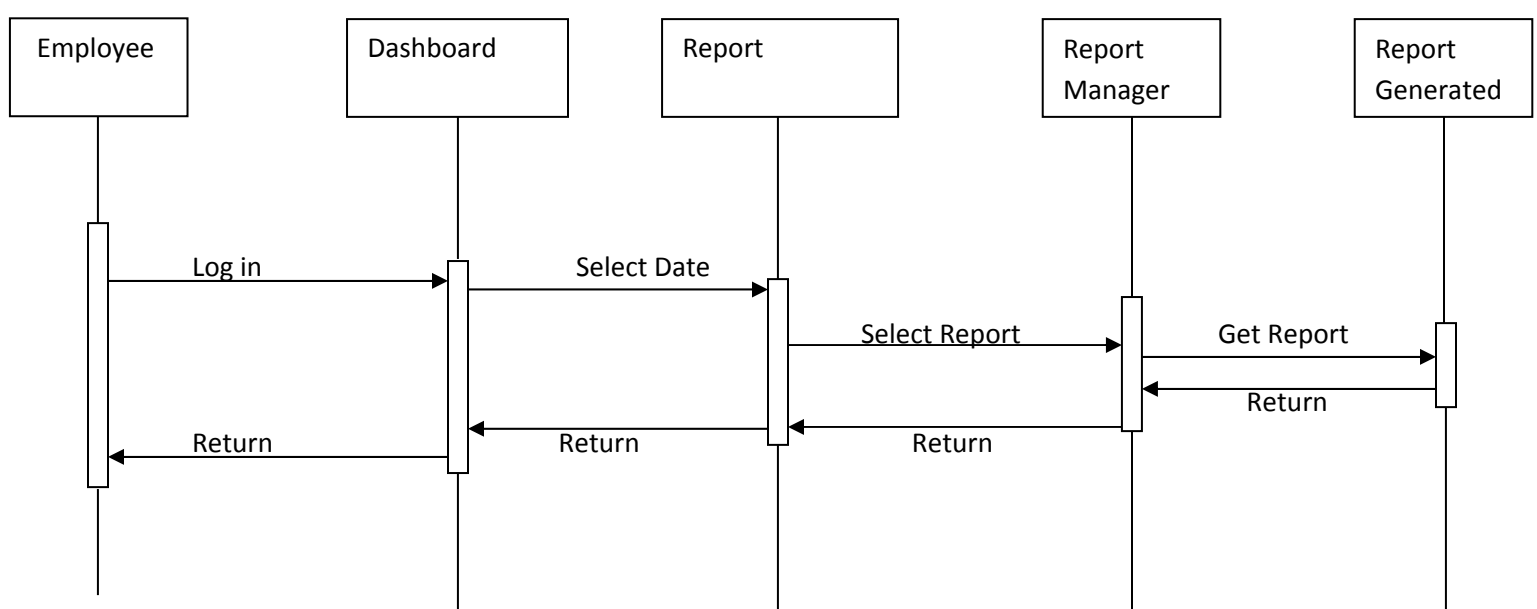 Employee
Dashboard
Report
Report
Manager
Report
Generated
Log in
Select Date
Select Report
Get Report
Return
Return
Return
Return